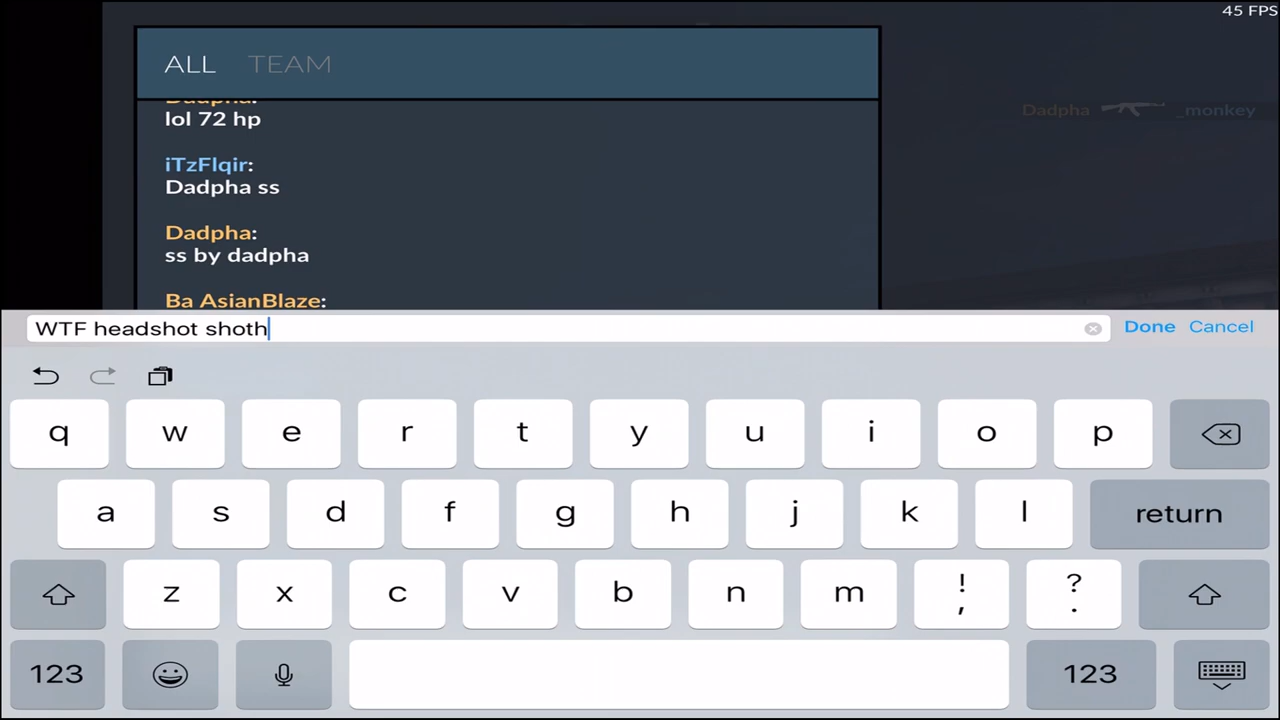 45 FPS
ALL TEAM
Dadpha:
lol 72 hp
Dadpha _monkey
iTzFlqir:
Dadpha ss
Dadpha:
ss by dadpha
Ba AsianBlaze:
WTF headshot shoth
Done Cancel
q w e r t y u i o p
a s d f g h j k l return
z x c v b n m ! , ? .
123 123